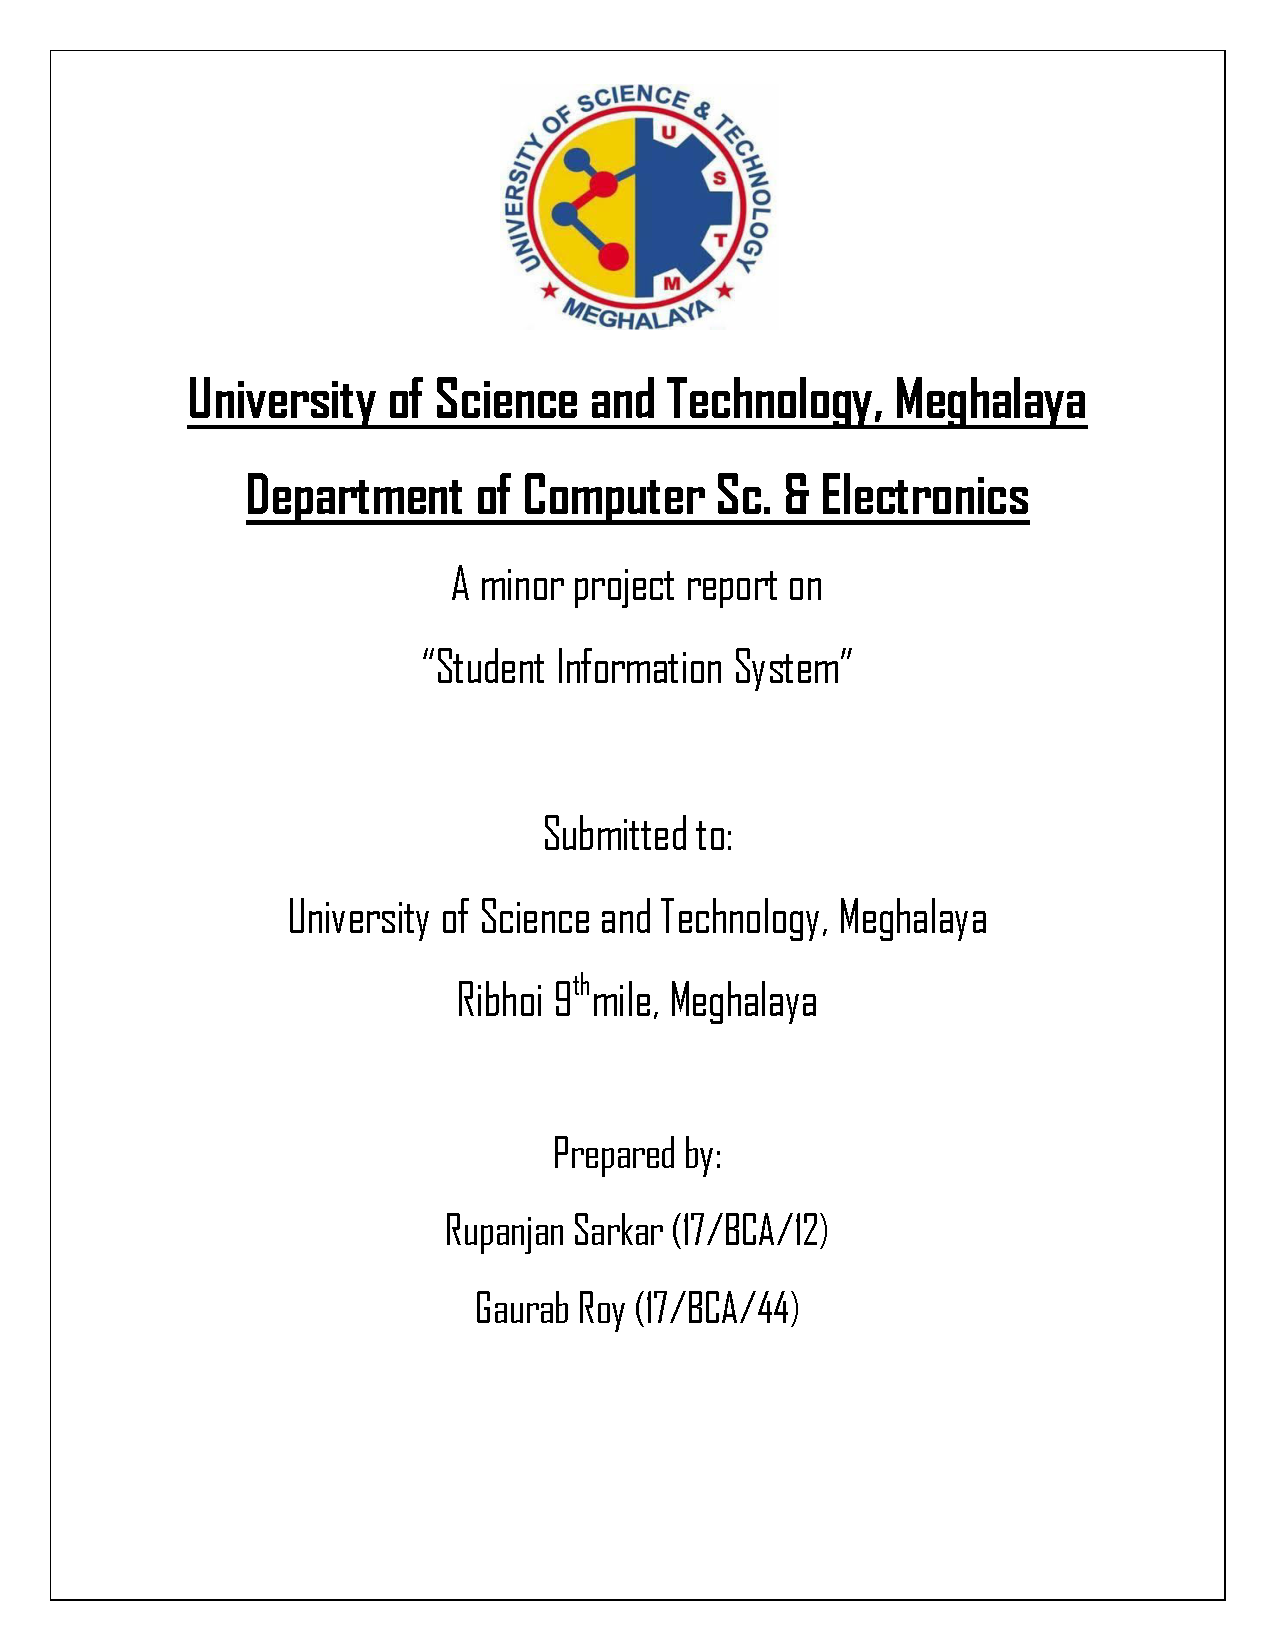 UNIVERSITY OF SCIENCE & TECHNOLOGY
U
S
T
M
MEGHALAYA
University of Science and Technology, Meghalaya
Department of Computer Sc. & Electronics
A minor project report on
“Student Information System”
Submitted to:
University of Science and Technology, Meghalaya
Ribhoi 9thmile, Meghalaya
Prepared by:
Rupanjan Sarkar (17/BCA/12)
Gaurab Roy (17/BCA/44)